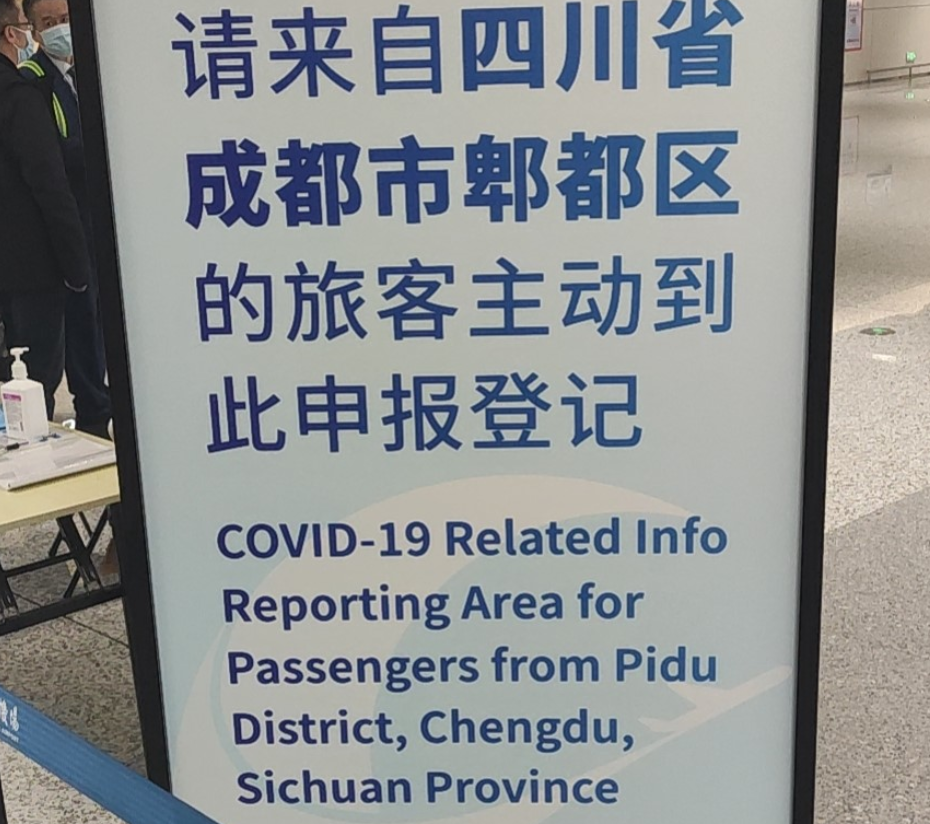 请来自四川省
成都市郫都区
的旅客主动到
此申报登记
COVID-19 Related Info
Reporting Area for
Passengers from Pidu
District, Chengdu,
Sichuan Province